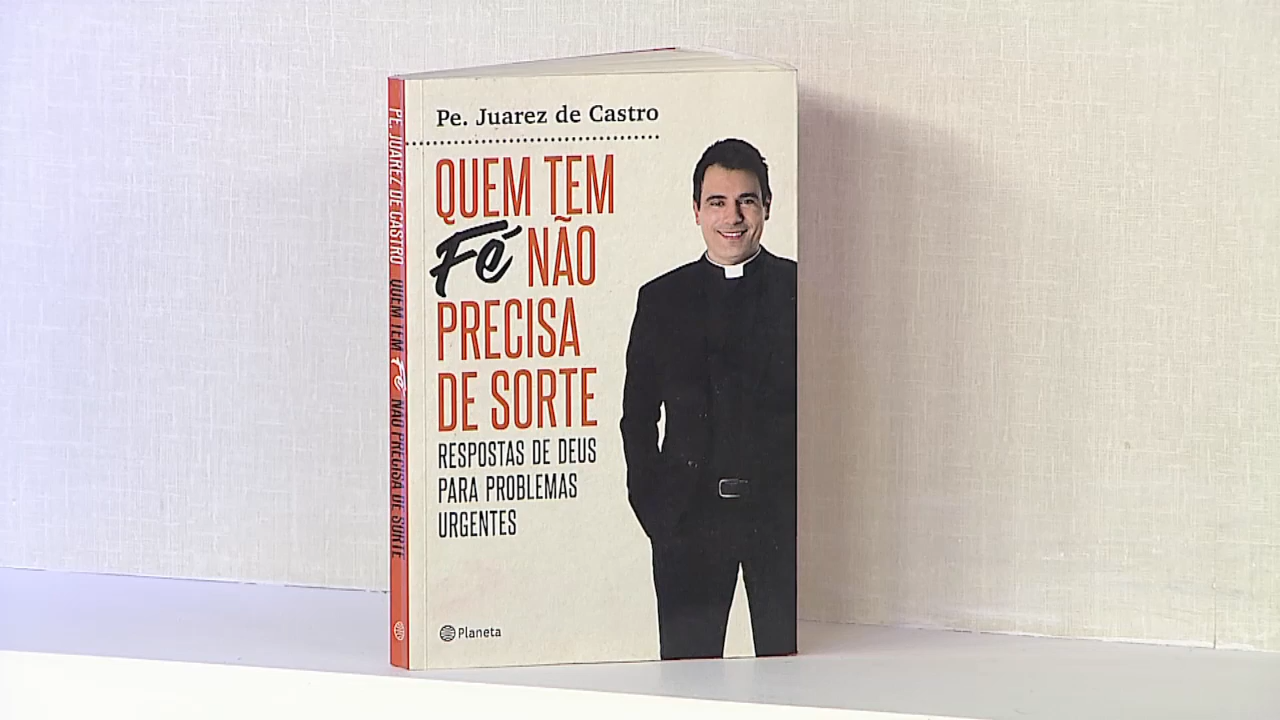 Pe. Juarez de Castro
QUEM TEM
Fé NÃO
PRECISA
DE SORTE
RESPOSTAS DE DEUS
PARA PROBLEMAS
URGENTES
Planeta
PE. JUAREZ DE CASTRO QUEM TEM Fé NÃO PRECISA DE SORTE